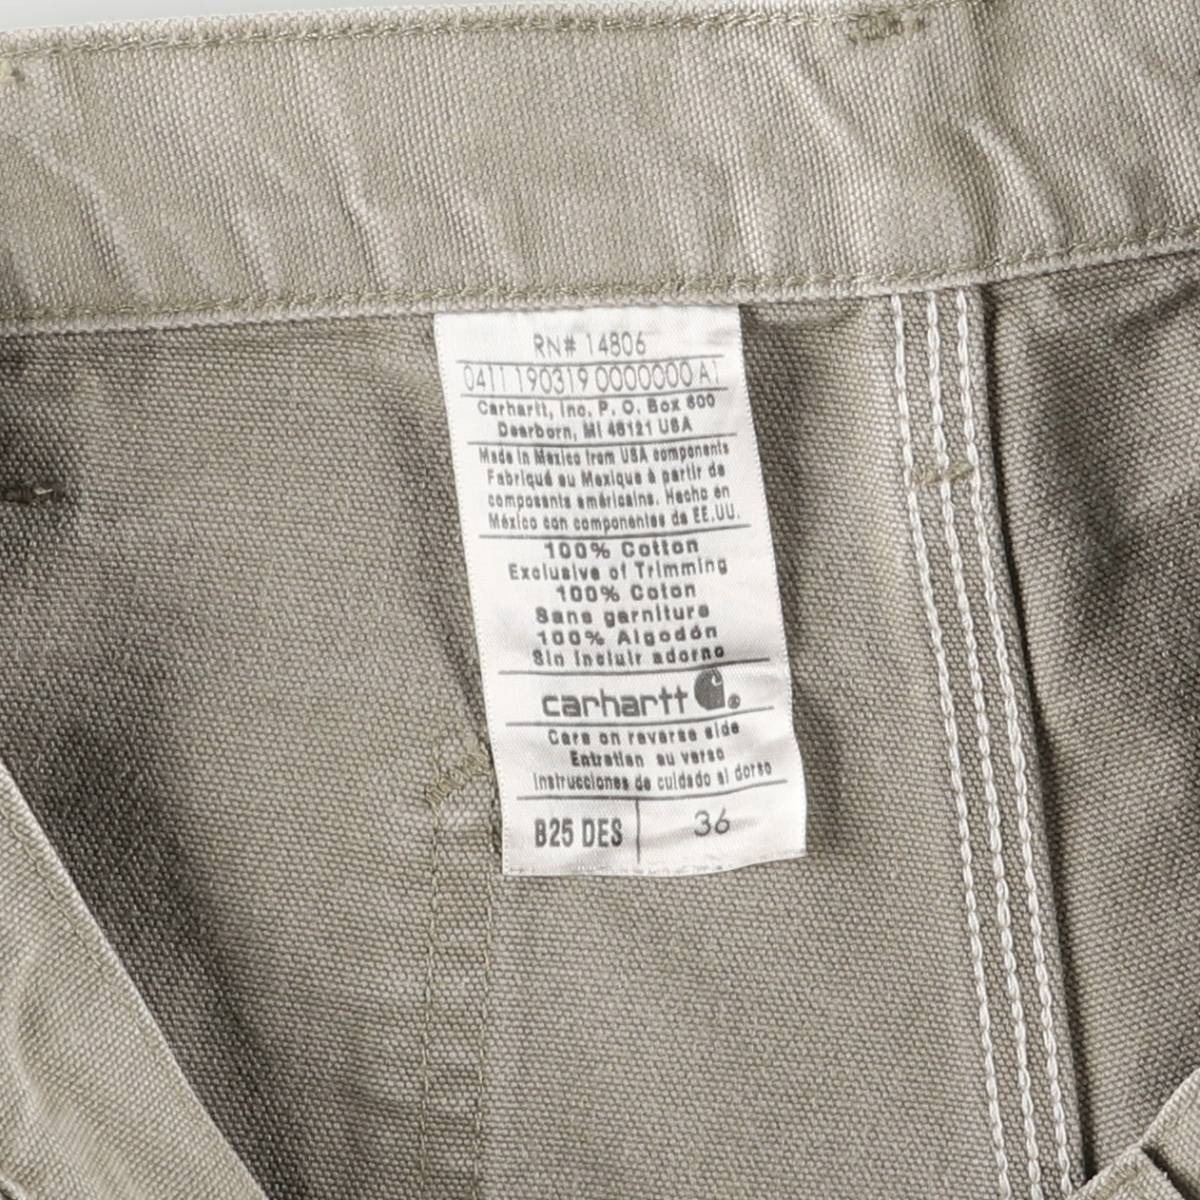 RN# 14806
0411 190319 0000000 A1
Carhartt, Inc. P. O. Box 600
Dearborn, MI 48121 USA
Made in Mexico from USA components
Fabriqué au Mexique à partir de
composants américains. Hecho en
México con componentes de EE.UU.
100% Cotton
Exclusive of Trimming
100% Coton
Sans garniture
100% Algodón
Sin incluir adorno
carhartt®
Care on reverse side
Entretien au verso
Instrucciones de cuidado al dorso
B25 DES 36